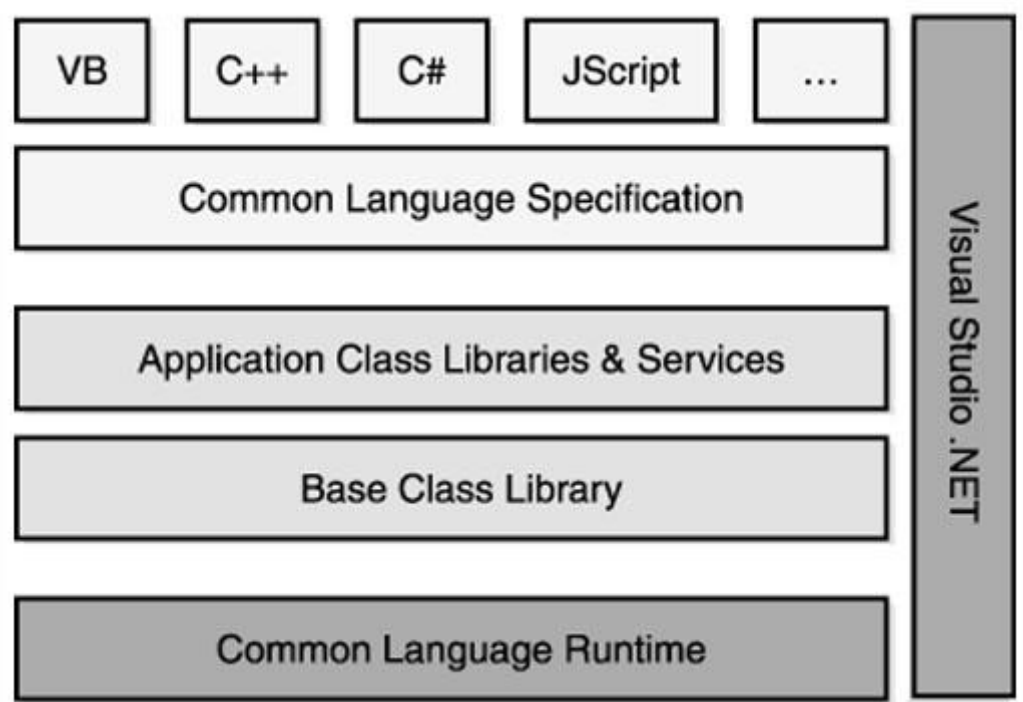 VB
C++
C#
JScript
...
Common Language Specification
Application Class Libraries & Services
Base Class Library
Common Language Runtime
Visual Studio .NET